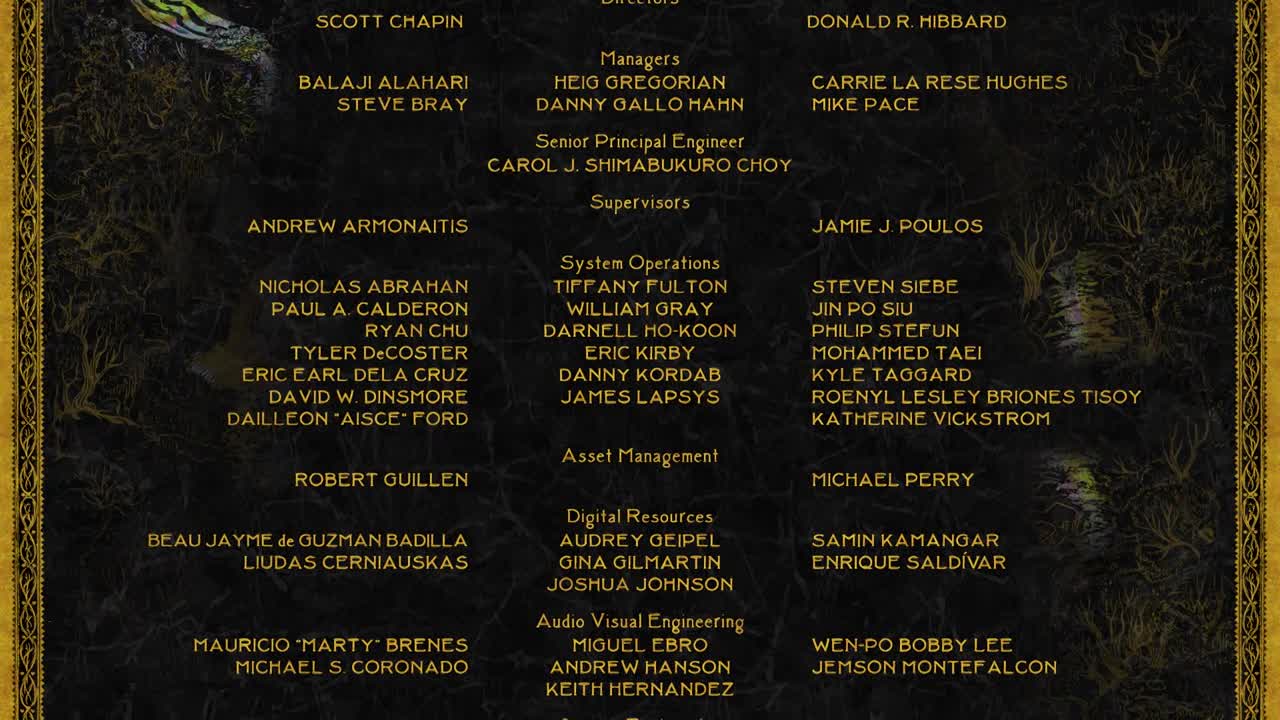 Directors
SCOTT CHAPIN DONALD R. HIBBARD
Managers
BALAJI ALAHARI HEIG GREGORIAN CARRIE LA RESE HUGHES
STEVE BRAY DANNY GALLO HAHN MIKE PACE
Senior Principal Engineer
CAROL J. SHIMABUKURO CHOY
Supervisors
ANDREW ARMONAITIS JAMIE J. POULOS
System Operations
NICHOLAS ABRAHAN TIFFANY FULTON STEVEN SIEBE
PAUL A. CALDERON WILLIAM GRAY JIN PO SIU
RYAN CHU DARNELL HO-KOON PHILIP STEFUN
TYLER DeCOSTER ERIC KIRBY MOHAMMED TAEI
ERIC EARL DELA CRUZ DANNY KORDAB KYLE TAGGARD
DAVID W. DINSMORE JAMES LAPSYS ROENYL LESLEY BRIONES TISOY
DAILLEON "AISCE" FORD KATHERINE VICKSTROM
Asset Management
ROBERT GUILLEN MICHAEL PERRY
Digital Resources
BEAU JAYME de GUZMAN BADILLA AUDREY GEIPEL SAMIN KAMANGAR
LIUDAS CERNIAUSKAS GINA GILMARTIN ENRIQUE SALDÍVAR
JOSHUA JOHNSON
Audio Visual Engineering
MAURICIO "MARTY" BRENES MIGUEL EBRO WEN-PO BOBBY LEE
MICHAEL S. CORONADO ANDREW HANSON JEMSON MONTEFALCON
KEITH HERNANDEZ